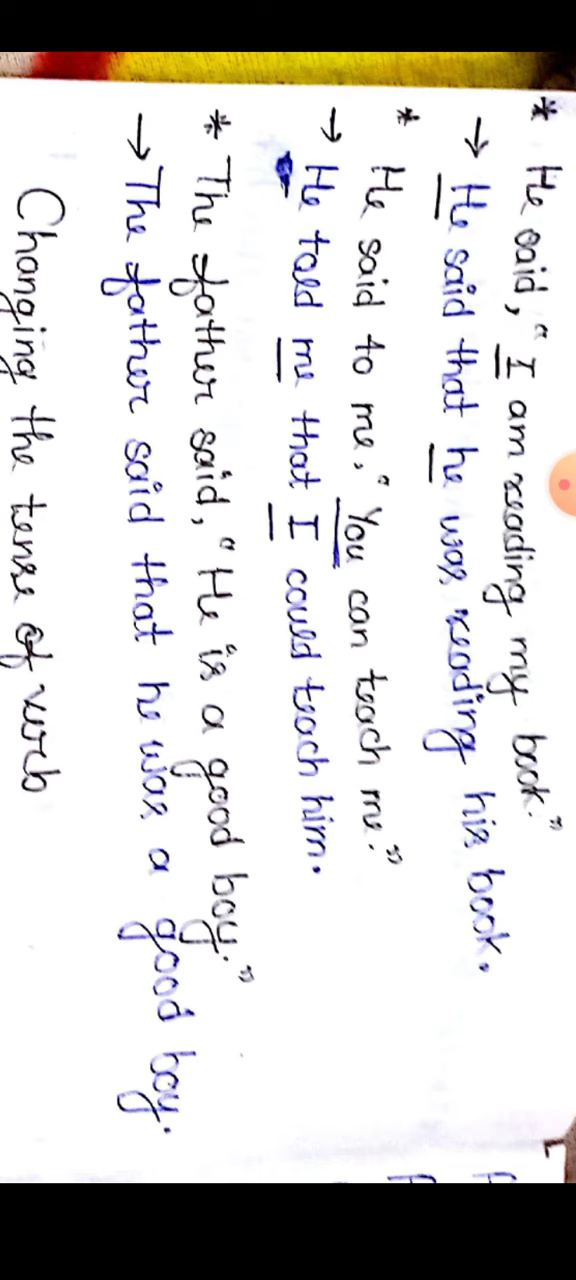 * He said, "I am reading my book."
→ He said that he was reading his book.
* He said to me, "You can teach me."
→ He told me that I could teach him.
* The father said, "He is a good boy."
→ The father said that he was a good boy.
Changing the tense of verb